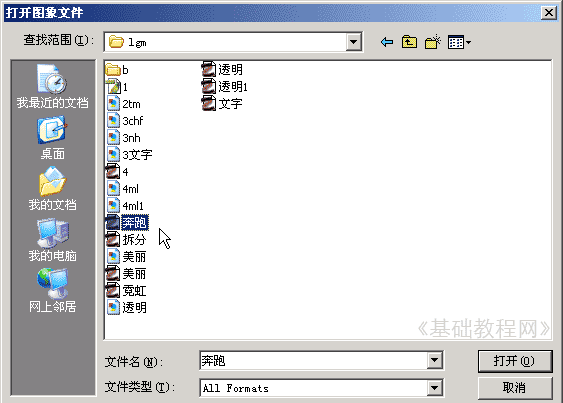 打开图象文件
查找范围(I):
lgm
我最近的文档
桌面
我的文档
我的电脑
网上邻居
b
1
2tm
3chf
3nh
3文字
4
4ml
4ml1
奔跑
拆分
美丽
美丽
霓虹
透明
透明
透明1
文字
《基础教程网》
文件名(N):
奔跑
打开(O)
文件类型(T):
All Formats
取消